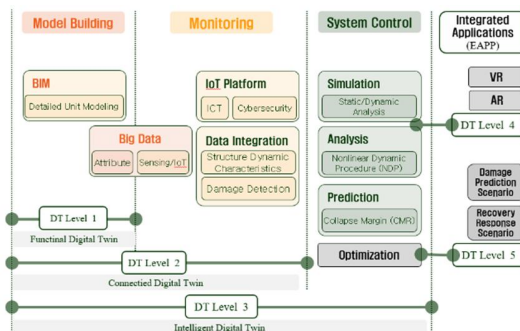 Model Building
Monitoring
System Control
Integrated
Applications
(EAPP)
BIM
Detailed Unit Modeling
Big Data
Attribute
Sensing/IoT
IoT Platform
ICT
Cybersecurity
Data Integration
Structure Dynamic
Characteristics
Damage Detection
Simulation
Static/Dynamic
Analysis
Analysis
Nonlinear Dynamic
Procedure (NDP)
Prediction
Collapse Margin (CMR)
Optimization
VR
AR
DT Level 4
Damage
Prediction
Scenario
Recovery
Response
Scenario
DT Level 5
DT Level 1
Functinal Digital Twin
DT Level 2
Connectied Digital Twin
DT Level 3
Intelligent Digital Twin